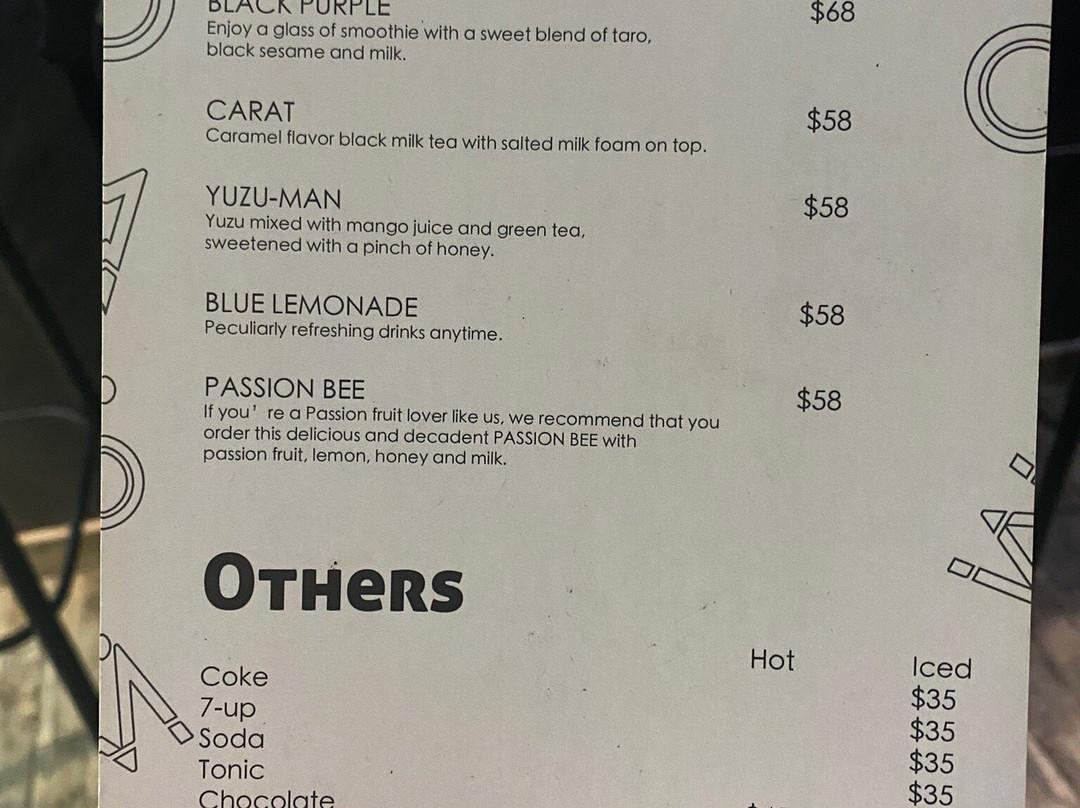 BLACK PURPLE $68
Enjoy a glass of smoothie with a sweet blend of taro,
black sesame and milk.
CARAT $58
Caramel flavor black milk tea with salted milk foam on top.
YUZU-MAN $58
Yuzu mixed with mango juice and green tea,
sweetened with a pinch of honey.
BLUE LEMONADE $58
Peculiarly refreshing drinks anytime.
PASSION BEE $58
If you' re a Passion fruit lover like us, we recommend that you
order this delicious and decadent PASSION BEE with
passion fruit, lemon, honey and milk.
OTHeRS
Hot Iced
Coke $35
7-up $35
Soda $35
Tonic $35
Chocolate